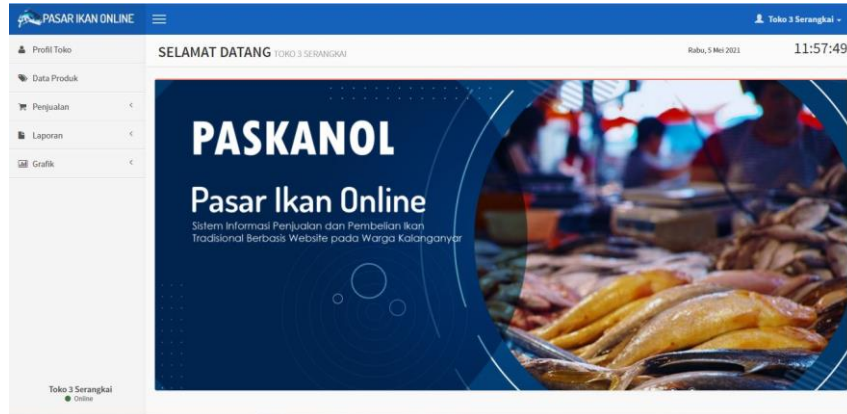 PASAR IKAN ONLINE
Toko 3 Serangkai
Profil Toko
Data Produk
Penjualan
Laporan
Grafik
Toko 3 Serangkai
Online
SELAMAT DATANG TOKO 3 SERANGKAI
Rabu, 5 Mei 2021
11:57:49
PASKANOL
Pasar Ikan Online
Sistem Informasi Penjualan dan Pembelian Ikan
Tradisional Berbasis Website pada Warga Kalanganyar